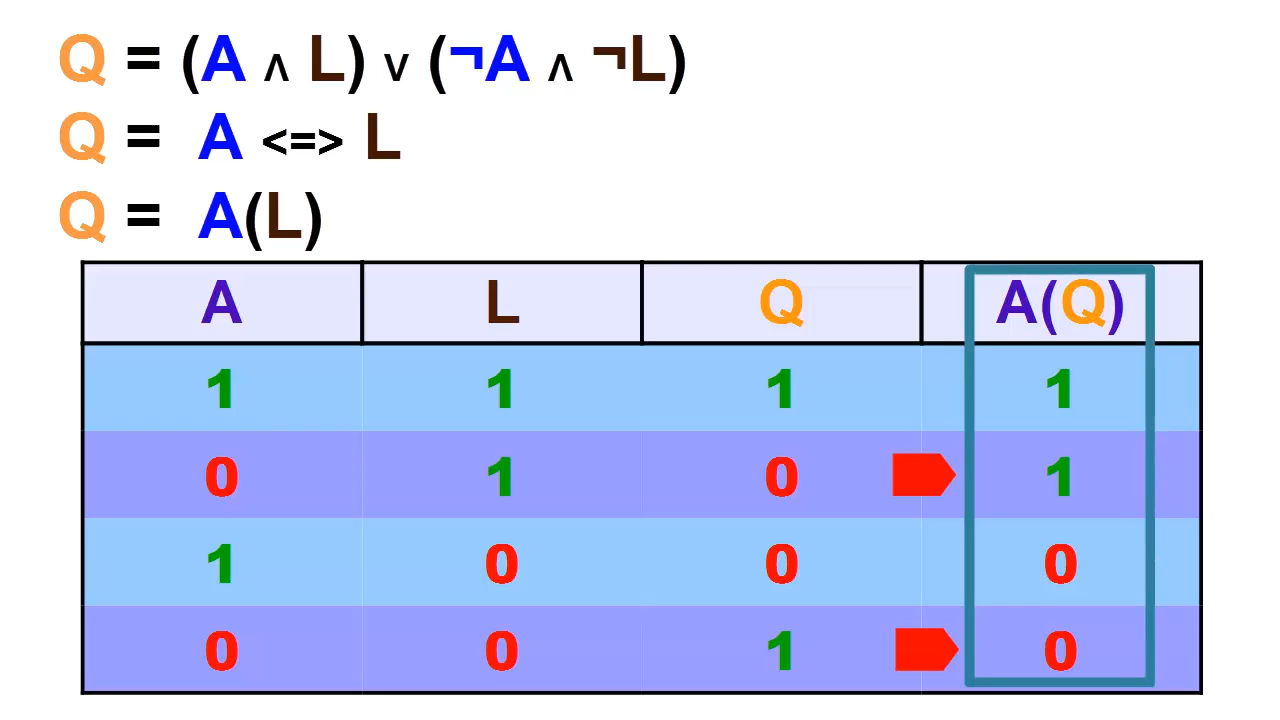 Q = (A ∧ L) ∨ (¬A ∧ ¬L)
Q = A <=> L
Q = A(L)
A L Q A(Q)
1 1 1 1
0 1 0 1
1 0 0 0
0 0 1 0